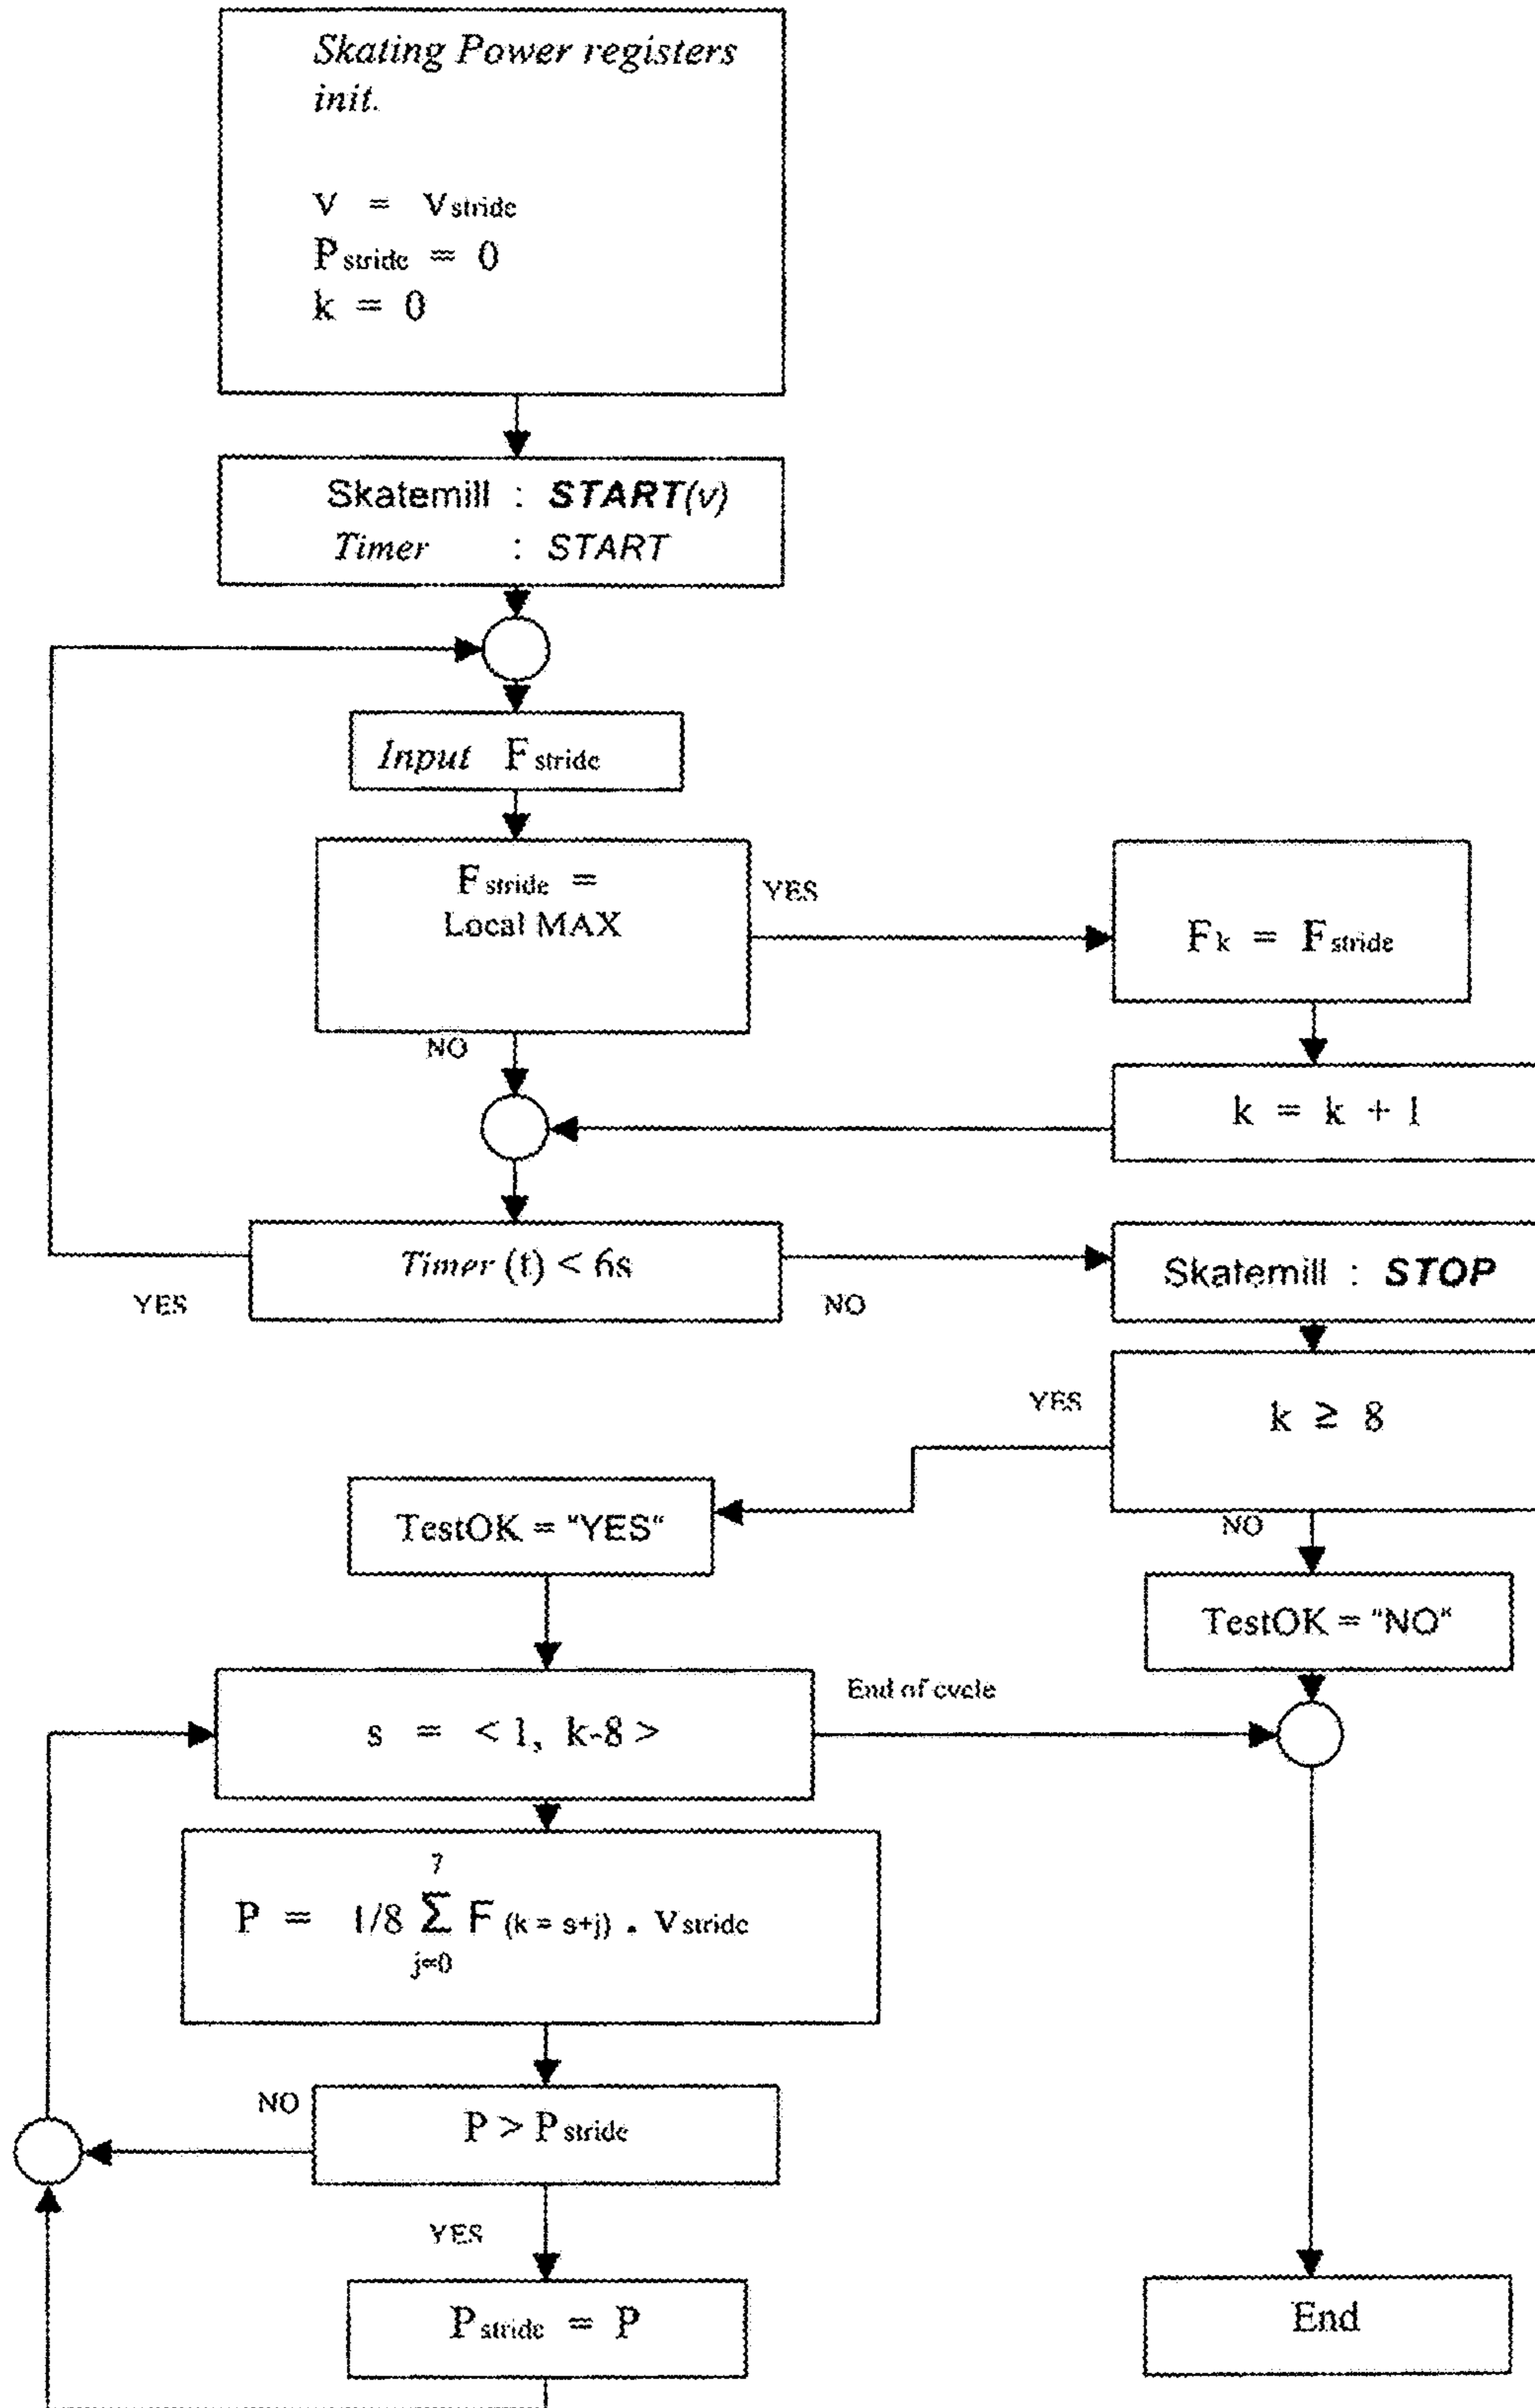 Skating Power registers
init.
v = vstride
Pstride = 0
k = 0
Skatemill : START(v)
Timer : START
Input Fstride
Fstride =
Local MAX
YES
Fk = Fstride
NO
k = k + 1
Timer (t) < 6s
YES
NO
Skatemill : STOP
k ≥ 8
YES
NO
TestOK = "YES"
TestOK = "NO"
s = < 1, k-8 >
End of cycle
7
P = 1/8 Σ F (k = s+j) . vstride
j=0
P > Pstride
NO
YES
Pstride = P
End